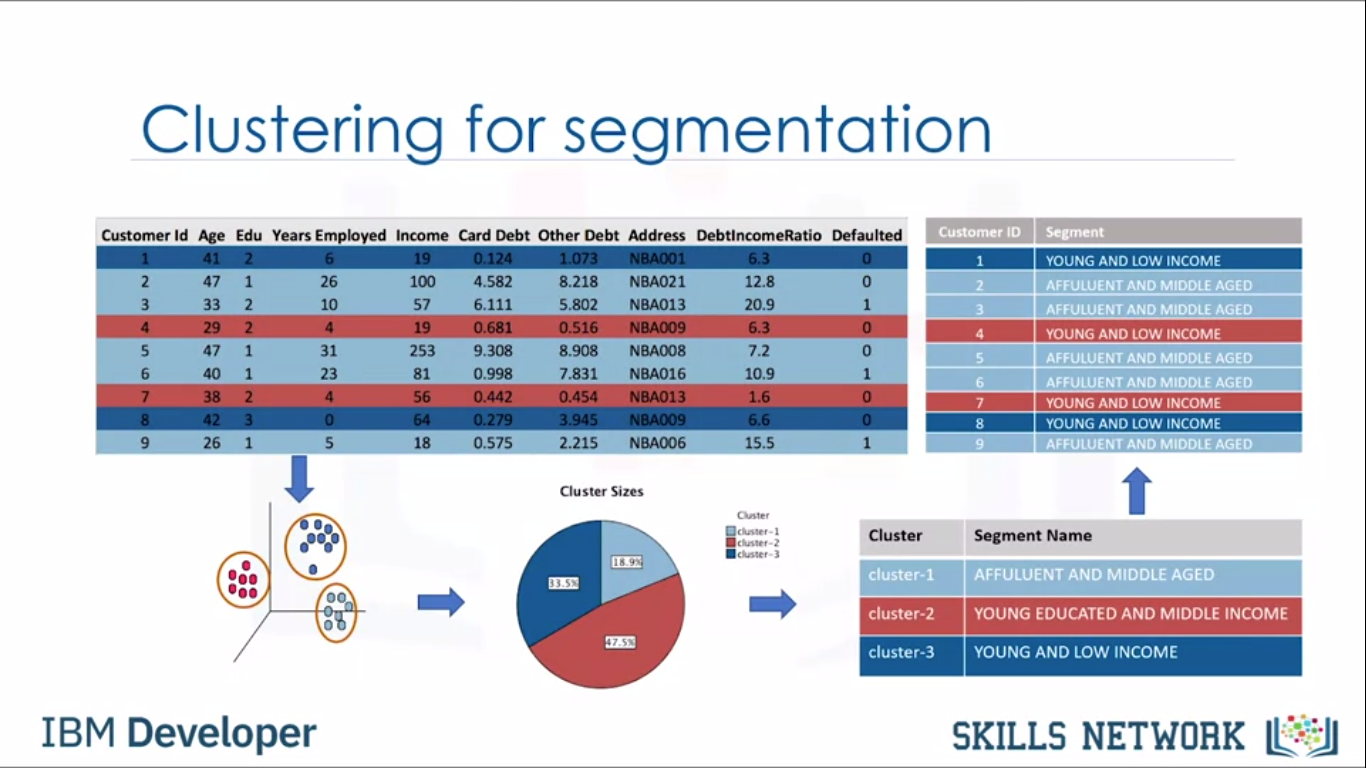 Clustering for segmentation
Customer Id Age Edu Years Employed Income Card Debt Other Debt Address DebtIncomeRatio Defaulted
1 41 2 6 19 0.124 1.073 NBA001 6.3 0
2 47 1 26 100 4.582 8.218 NBA021 12.8 0
3 33 2 10 57 6.111 5.802 NBA013 20.9 1
4 29 2 4 19 0.681 0.516 NBA009 6.3 0
5 47 1 31 253 9.308 8.908 NBA008 7.2 0
6 40 1 23 81 0.998 7.831 NBA016 10.9 1
7 38 2 4 56 0.442 0.454 NBA013 1.6 0
8 42 3 0 64 0.279 3.945 NBA009 6.6 0
9 26 1 5 18 0.575 2.215 NBA006 15.5 1
Customer ID Segment
1 YOUNG AND LOW INCOME
2 AFFULUENT AND MIDDLE AGED
3 AFFULUENT AND MIDDLE AGED
4 YOUNG AND LOW INCOME
5 AFFULUENT AND MIDDLE AGED
6 AFFULUENT AND MIDDLE AGED
7 YOUNG AND LOW INCOME
8 YOUNG AND LOW INCOME
9 AFFULUENT AND MIDDLE AGED
Cluster Sizes
18.9%
33.5%
47.5%
Cluster
cluster-1
cluster-2
cluster-3
Cluster Segment Name
cluster-1 AFFULUENT AND MIDDLE AGED
cluster-2 YOUNG EDUCATED AND MIDDLE INCOME
cluster-3 YOUNG AND LOW INCOME
IBM Developer
SKILLS NETWORK